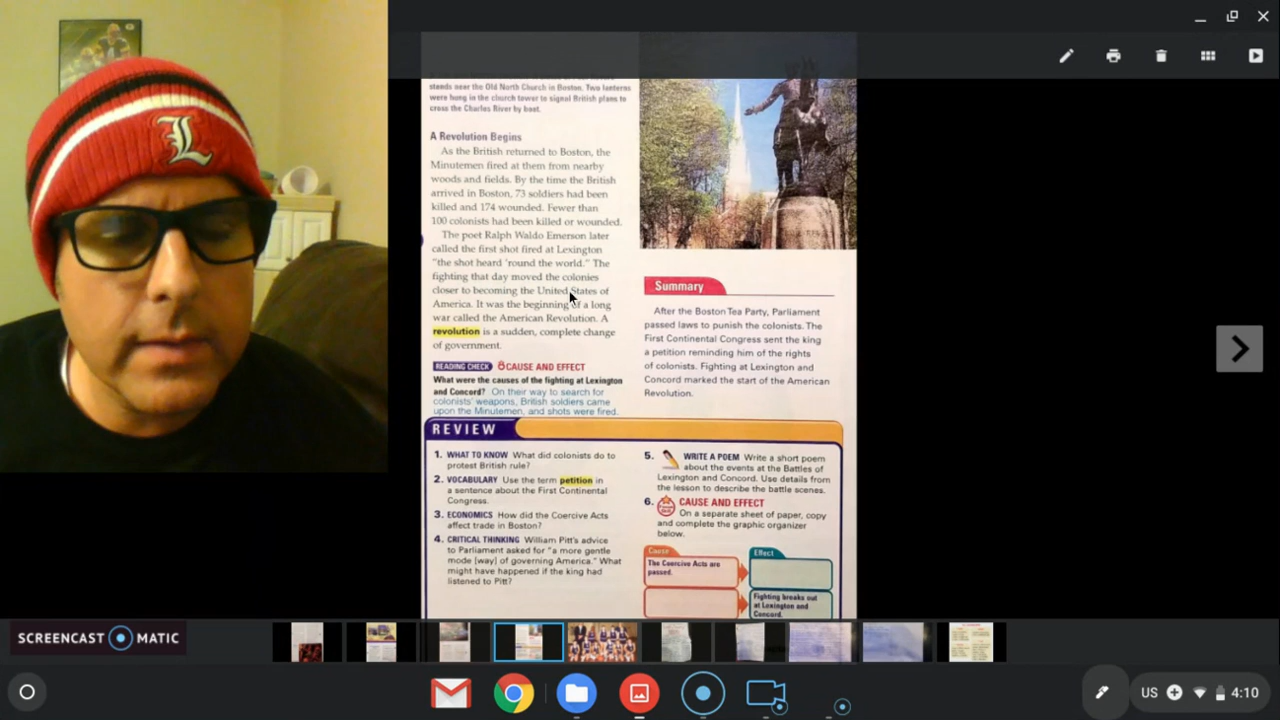 L
stands near the Old North Church in Boston. Two lanterns
were hung in the church tower to signal British plans to
cross the Charles River by boat.
A Revolution Begins
As the British returned to Boston, the
Minutemen fired at them from nearby
woods and fields. By the time the British
arrived in Boston, 73 soldiers had been
killed and 174 wounded. Fewer than
100 colonists had been killed or wounded.
The poet Ralph Waldo Emerson later
called the first shot fired at Lexington
"the shot heard 'round the world." The
fighting that day moved the colonies
closer to becoming the United States of
America. It was the beginning of a long
war called the American Revolution. A
revolution is a sudden, complete change
of government.
READING CHECK CAUSE AND EFFECT
What were the causes of the fighting at Lexington
and Concord? On their way to search for
colonists' weapons, British soldiers came
upon the Minutemen, and shots were fired.
Summary
After the Boston Tea Party, Parliament
passed laws to punish the colonists. The
First Continental Congress sent the king
a petition reminding him of the rights
of colonists. Fighting at Lexington and
Concord marked the start of the American
Revolution.
REVIEW
1. WHAT TO KNOW What did colonists do to
protest British rule?
2. VOCABULARY Use the term petition in
a sentence about the First Continental
Congress.
3. ECONOMICS How did the Coercive Acts
affect trade in Boston?
4. CRITICAL THINKING William Pitt's advice
to Parliament asked for "a more gentle
mode [way] of governing America." What
might have happened if the king had
listened to Pitt?
5. WRITE A POEM Write a short poem
about the events at the Battles of
Lexington and Concord. Use details from
the lesson to describe the battle scenes.
6. CAUSE AND EFFECT
On a separate sheet of paper, copy
and complete the graphic organizer
below.
Cause
Effect
The Coercive Acts are
passed.
Fighting breaks out
at Lexington and
Concord.
SCREENCAST MATIC
US
4:10